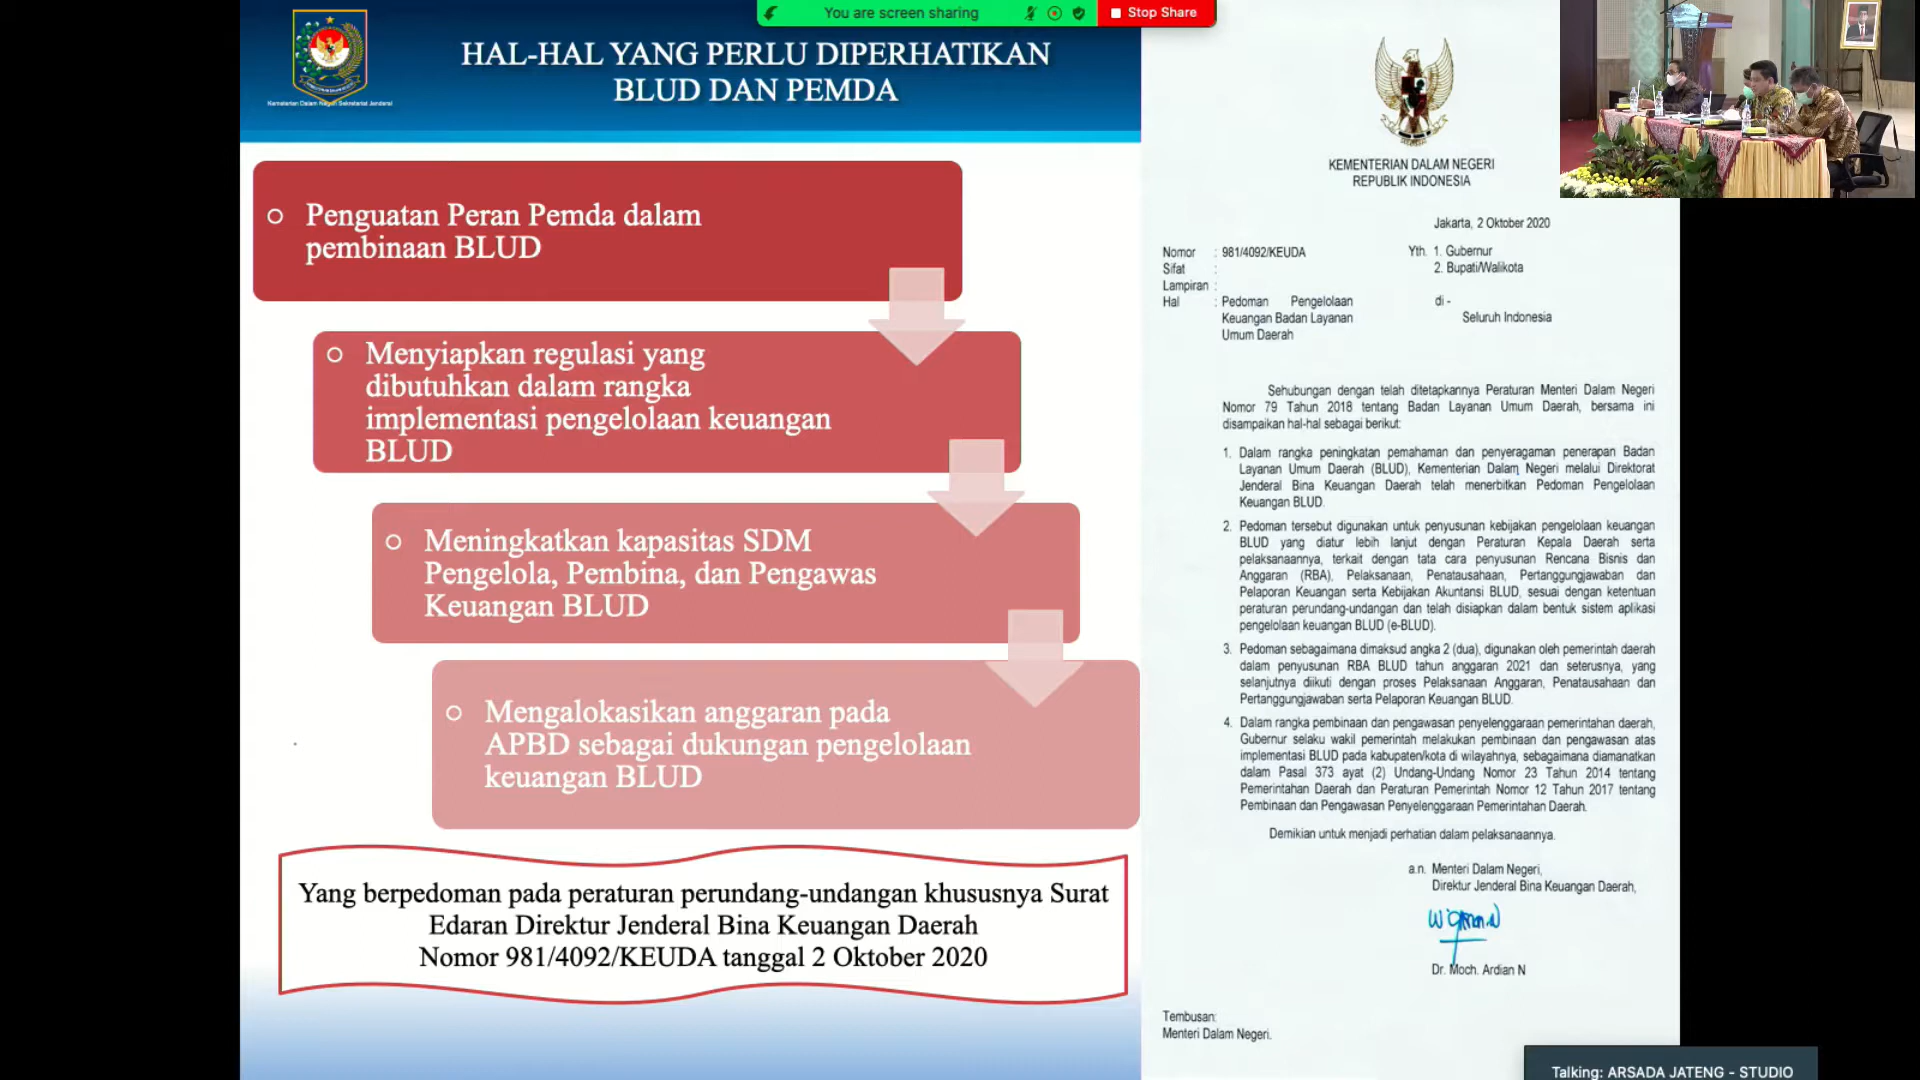 You are screen sharing
Stop Share
Kementerian Dalam Negeri Sekretariat Jenderal
HAL-HAL YANG PERLU DIPERHATIKAN
BLUD DAN PEMDA
Penguatan Peran Pemda dalam
pembinaan BLUD
Menyiapkan regulasi yang
dibutuhkan dalam rangka
implementasi pengelolaan keuangan
BLUD
Meningkatkan kapasitas SDM
Pengelola, Pembina, dan Pengawas
Keuangan BLUD
Mengalokasikan anggaran pada
APBD sebagai dukungan pengelolaan
keuangan BLUD
Yang berpedoman pada peraturan perundang-undangan khususnya Surat
Edaran Direktur Jenderal Bina Keuangan Daerah
Nomor 981/4092/KEUDA tanggal 2 Oktober 2020
KEMENTERIAN DALAM NEGERI
REPUBLIK INDONESIA
Jakarta, 2 Oktober 2020
Nomor : 981/4092/KEUDA
Sifat :
Lampiran :
Hal : Pedoman Pengelolaan
Keuangan Badan Layanan
Umum Daerah
Yth. 1. Gubernur
2. Bupati/Walikota
di -
Seluruh Indonesia
Sehubungan dengan telah ditetapkannya Peraturan Menteri Dalam Negeri
Nomor 79 Tahun 2018 tentang Badan Layanan Umum Daerah, bersama ini
disampaikan hal-hal sebagai berikut:
1. Dalam rangka peningkatan pemahaman dan penyeragaman penerapan Badan
Layanan Umum Daerah (BLUD), Kementerian Dalam Negeri melalui Direktorat
Jenderal Bina Keuangan Daerah telah menerbitkan Pedoman Pengelolaan
Keuangan BLUD.
2. Pedoman tersebut digunakan untuk penyusunan kebijakan pengelolaan keuangan
BLUD yang diatur lebih lanjut dengan Peraturan Kepala Daerah serta
pelaksanaannya, terkait dengan tata cara penyusunan Rencana Bisnis dan
Anggaran (RBA), Pelaksanaan, Penatausahaan, Pertanggungjawaban dan
Pelaporan Keuangan serta Kebijakan Akuntansi BLUD, sesuai dengan ketentuan
peraturan perundang-undangan dan telah disiapkan dalam bentuk sistem aplikasi
pengelolaan keuangan BLUD (e-BLUD).
3. Pedoman sebagaimana dimaksud angka 2 (dua), digunakan oleh pemerintah daerah
dalam penyusunan RBA BLUD tahun anggaran 2021 dan seterusnya, yang
selanjutnya diikuti dengan proses Pelaksanaan Anggaran, Penatausahaan dan
Pertanggungjawaban serta Pelaporan Keuangan BLUD.
4. Dalam rangka pembinaan dan pengawasan penyelenggaraan pemerintahan daerah,
Gubernur selaku wakil pemerintah melakukan pembinaan dan pengawasan atas
implementasi BLUD pada kabupaten/kota di wilayahnya, sebagaimana diamanatkan
dalam Pasal 373 ayat (2) Undang-Undang Nomor 23 Tahun 2014 tentang
Pemerintahan Daerah dan Peraturan Pemerintah Nomor 12 Tahun 2017 tentang
Pembinaan dan Pengawasan Penyelenggaraan Pemerintahan Daerah.
Demikian untuk menjadi perhatian dalam pelaksanaannya.
a.n. Menteri Dalam Negeri,
Direktur Jenderal Bina Keuangan Daerah,
Dr. Moch. Ardian N
Tembusan:
Menteri Dalam Negeri.
Talking: ARSADA JATENG - STUDIO